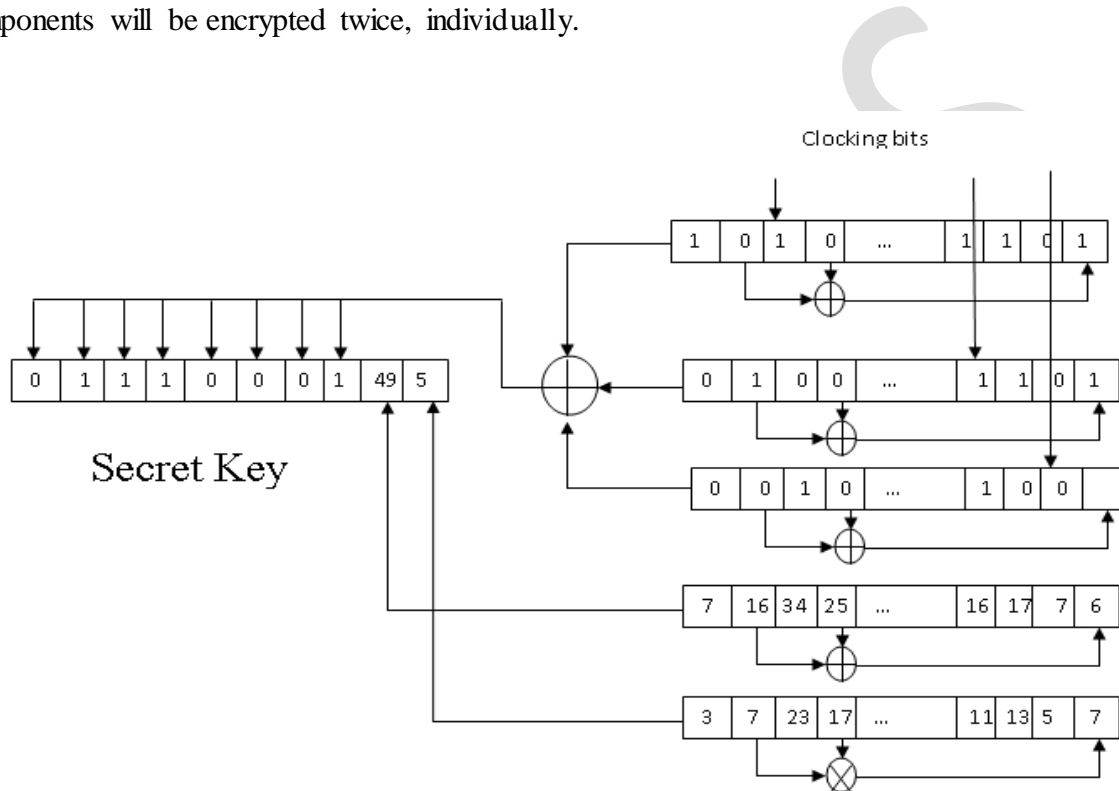 will be encrypted twice, individually.
Clocking bits
1 0 1 0 ... 1 1 0 1
0 1 1 1 0 0 0 1 49 5
0 1 0 0 ... 1 1 0 1
Secret Key
0 0 1 0 ... 1 0 0
7 16 34 25 ... 16 17 7 6
3 7 23 17 ... 11 13 5 7